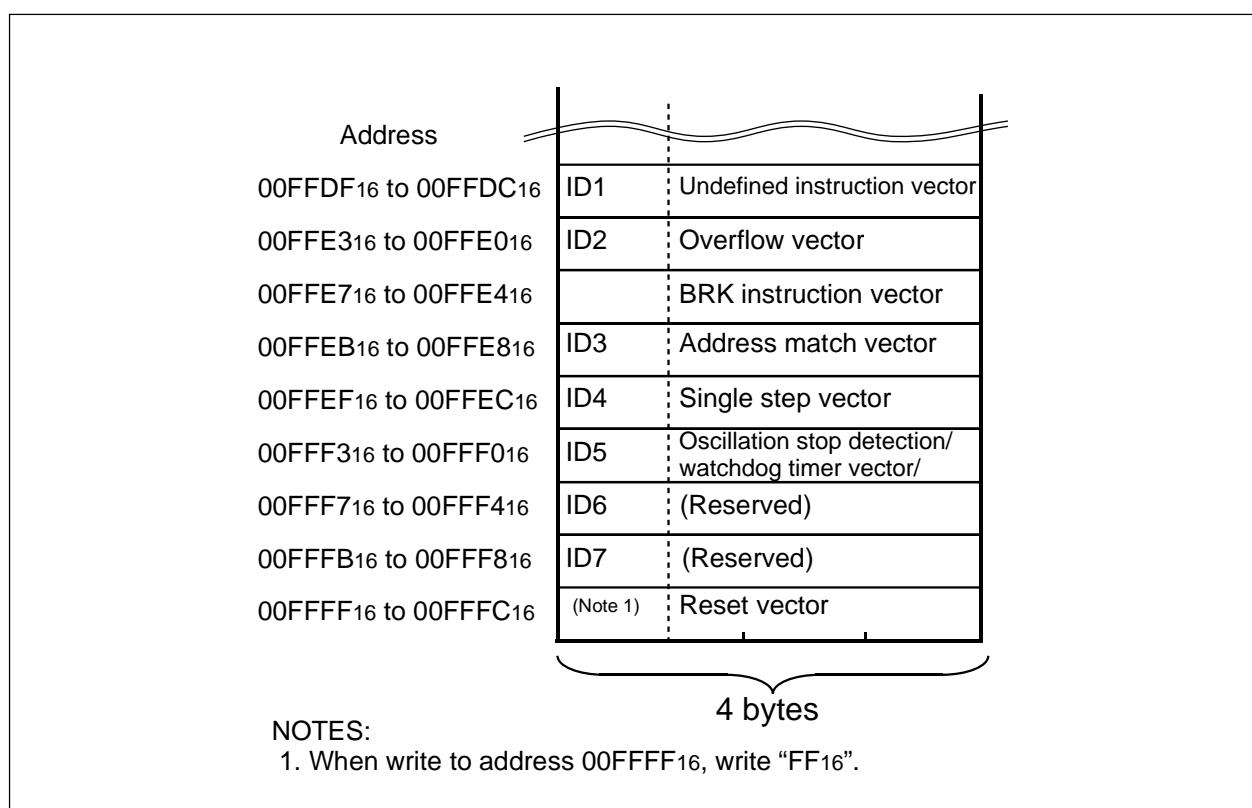 Address
00FFDF16 to 00FFDC16 ID1 Undefined instruction vector
00FFE316 to 00FFE016 ID2 Overflow vector
00FFE716 to 00FFE416 BRK instruction vector
00FFEB16 to 00FFE816 ID3 Address match vector
00FFEF16 to 00FFEC16 ID4 Single step vector
00FFF316 to 00FFF016 ID5 Oscillation stop detection/
watchdog timer vector/
00FFF716 to 00FFF416 ID6 (Reserved)
00FFFB16 to 00FFF816 ID7 (Reserved)
00FFFF16 to 00FFFC16 (Note 1) Reset vector
4 bytes
NOTES:
1. When write to address 00FFFF16, write “FF16”.